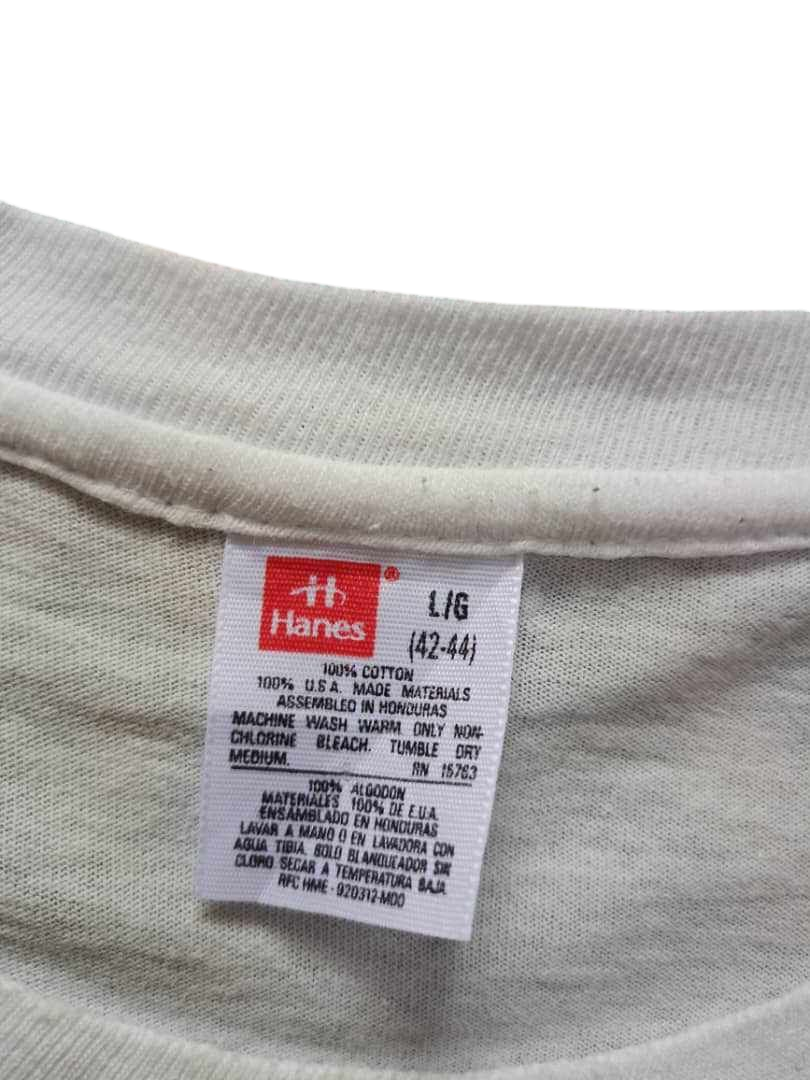 H®
Hanes
L/G
(42-44)
100% COTTON
100% U.S.A. MADE MATERIALS
ASSEMBLED IN HONDURAS
MACHINE WASH WARM. ONLY NON-
CHLORINE BLEACH. TUMBLE DRY
MEDIUM. RN 15763
100% ALGODON
MATERIALES 100% DE E.U.A.
ENSAMBLADO EN HONDURAS
LAVAR A MANO O EN LAVADORA CON
AGUA TIBIA. SOLO BLANQUEADOR SIN
CLORO SECAR A TEMPERATURA BAJA.
RFC HME - 920312-MD0